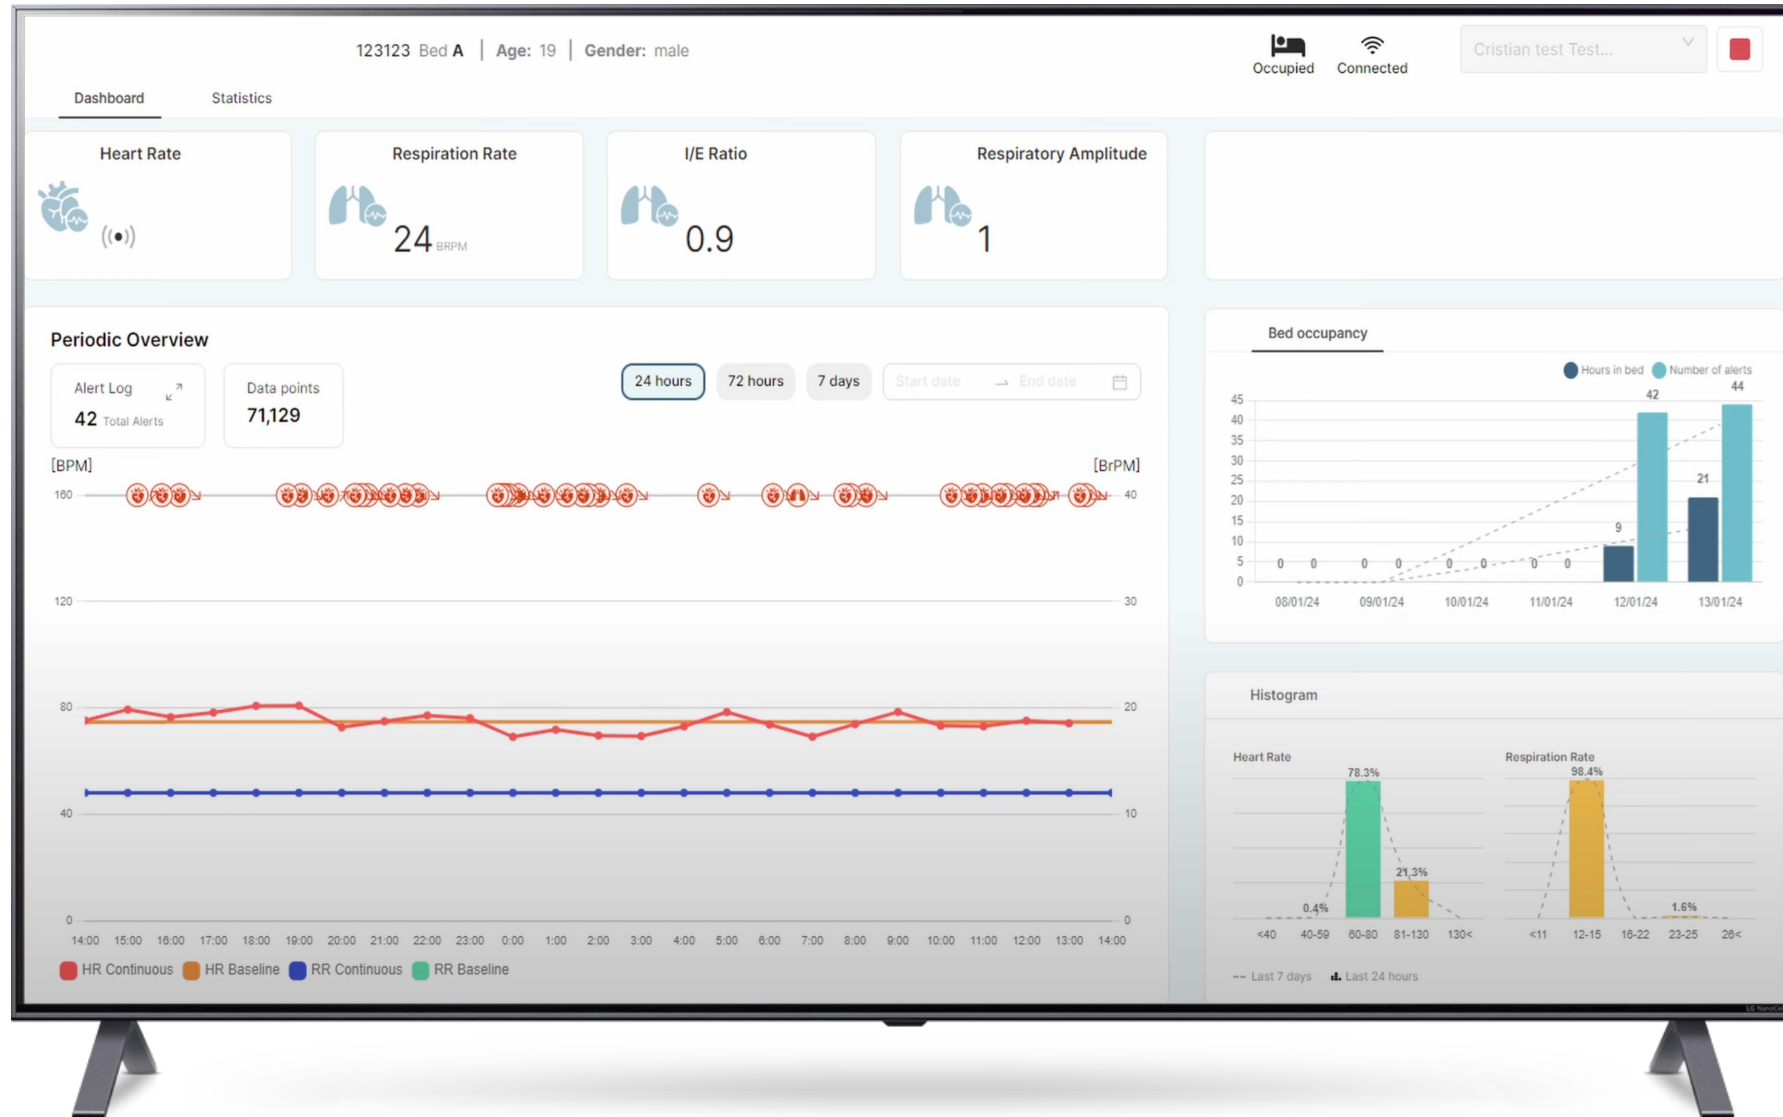 123123 Bed A | Age: 19 | Gender: male
Occupied
Connected
Cristian test Test...
Dashboard
Statistics
Heart Rate
Respiration Rate
24 BRPM
I/E Ratio
0.9
Respiratory Amplitude
1
Periodic Overview
Alert Log
42 Total Alerts
Data points
71,129
24 hours
72 hours
7 days
Start date
End date
[BPM]
[BrPM]
160
40
120
30
80
20
40
10
0
0
14:00 15:00 16:00 17:00 18:00 19:00 20:00 21:00 22:00 23:00 0:00 1:00 2:00 3:00 4:00 5:00 6:00 7:00 8:00 9:00 10:00 11:00 12:00 13:00 14:00
HR Continuous HR Baseline RR Continuous RR Baseline
Bed occupancy
Hours in bed Number of alerts
45
40
35
30
25
20
15
10
5
0
0 0 0 0 0 0 0 0 9 42 21 44
08/01/24 09/01/24 10/01/24 11/01/24 12/01/24 13/01/24
Histogram
Heart Rate
0.4% 78.3% 21,3%
<40 40-59 60-80 81-130 130<
Respiration Rate
98.4% 1.6%
<11 12-15 16-22 23-25 26<
Last 7 days Last 24 hours